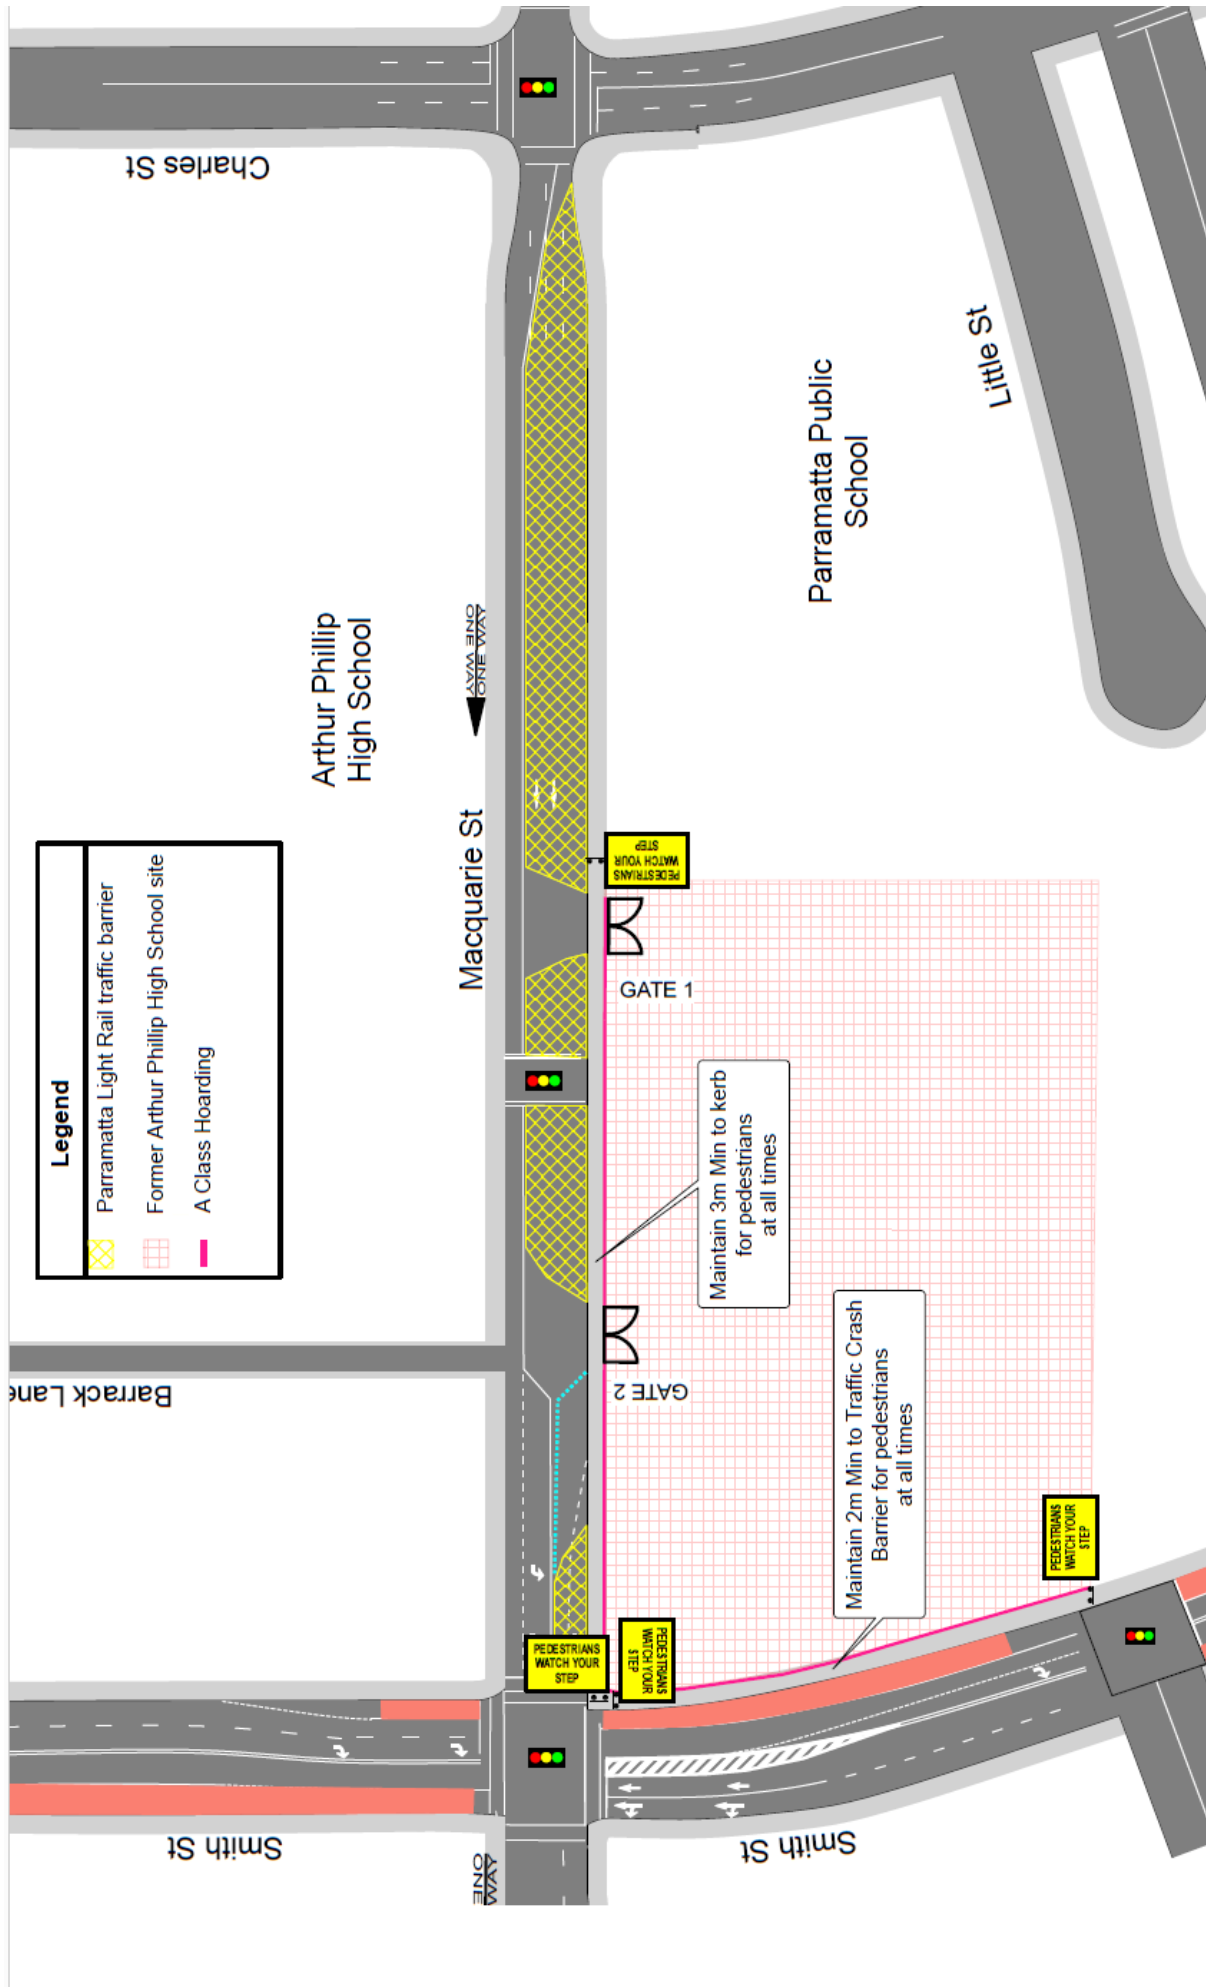 Legend
Parramatta Light Rail traffic barrier
Former Arthur Phillip High School site
A Class Hoarding
Charles St
Arthur Phillip
High School
Macquarie St
ONE WAY
ONE WAY
Parramatta Public
School
Little St
PEDESTRIANS
WATCH YOUR
STEP
GATE 1
Maintain 3m Min to kerb
for pedestrians
at all times
Barrack Lane
GATE 2
Maintain 2m Min to Traffic Crash
Barrier for pedestrians
at all times
PEDESTRIANS
WATCH YOUR
STEP
PEDESTRIANS
WATCH YOUR
STEP
PEDESTRIANS
WATCH YOUR
STEP
Smith St
Smith St
ONE
WAY